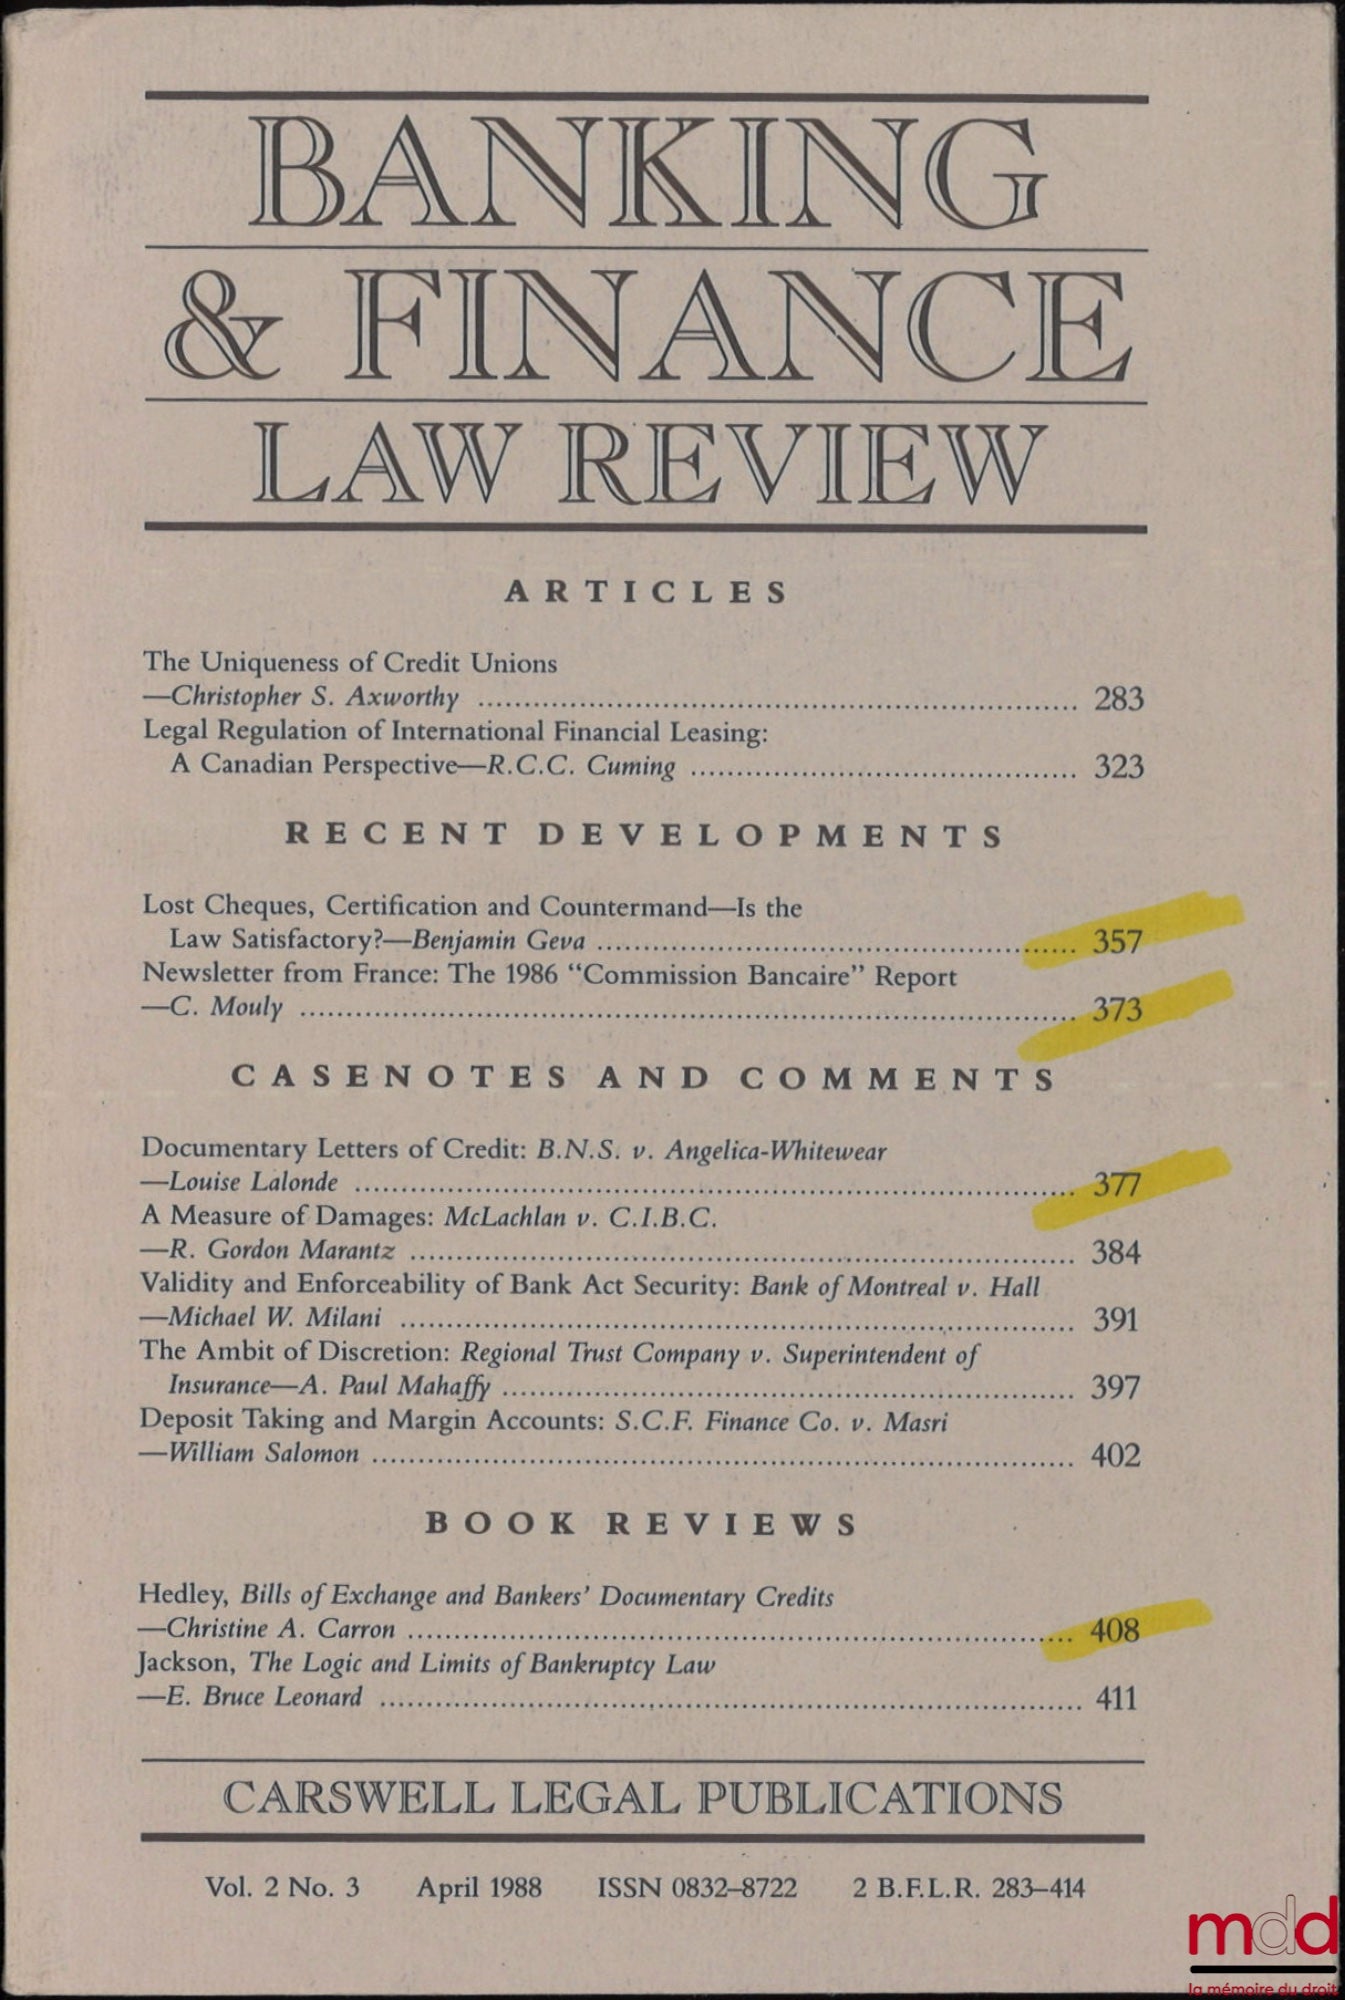 BANKING
& FINANCE
LAW REVIEW
ARTICLES
The Uniqueness of Credit Unions
—Christopher S. Axworthy ........................................ 283
Legal Regulation of International Financial Leasing:
A Canadian Perspective—R.C.C. Cuming ........................................ 323
RECENT DEVELOPMENTS
Lost Cheques, Certification and Countermand—Is the
Law Satisfactory?—Benjamin Geva ........................................ 357
Newsletter from France: The 1986 “Commission Bancaire” Report
—C. Mouly ........................................ 373
CASENOTES AND COMMENTS
Documentary Letters of Credit: B.N.S. v. Angelica-Whitewear
—Louise Lalonde ........................................ 377
A Measure of Damages: McLachlan v. C.I.B.C.
—R. Gordon Marantz ........................................ 384
Validity and Enforceability of Bank Act Security: Bank of Montreal v. Hall
—Michael W. Milani ........................................ 391
The Ambit of Discretion: Regional Trust Company v. Superintendent of
Insurance—A. Paul Mahaffy ........................................ 397
Deposit Taking and Margin Accounts: S.C.F. Finance Co. v. Masri
—William Salomon ........................................ 402
BOOK REVIEWS
Hedley, Bills of Exchange and Bankers’ Documentary Credits
—Christine A. Carron ........................................ 408
Jackson, The Logic and Limits of Bankruptcy Law
—E. Bruce Leonard ........................................ 411
CARSWELL LEGAL PUBLICATIONS
Vol. 2 No. 3 April 1988 ISSN 0832–8722 2 B.F.L.R. 283–414
mdd
la mémoire du droit